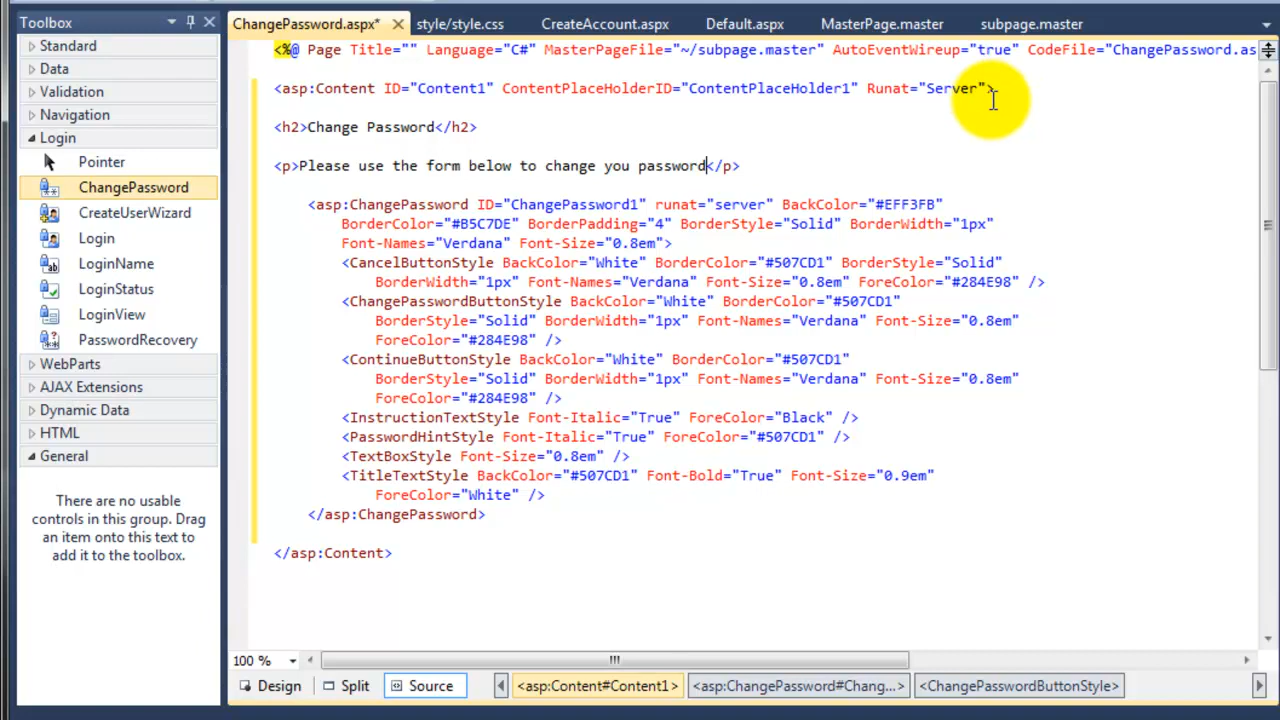 Toolbox
Standard
Data
Validation
Navigation
Login
Pointer
ChangePassword
CreateUserWizard
Login
LoginName
LoginStatus
LoginView
PasswordRecovery
WebParts
AJAX Extensions
Dynamic Data
HTML
General
There are no usable
controls in this group. Drag
an item onto this text to
add it to the toolbox.
ChangePassword.aspx* style/style.css CreateAccount.aspx Default.aspx MasterPage.master subpage.master
<%@ Page Title="" Language="C#" MasterPageFile="~/subpage.master" AutoEventWireup="true" CodeFile="ChangePassword.as
<asp:Content ID="Content1" ContentPlaceHolderID="ContentPlaceHolder1" Runat="Server">
<h2>Change Password</h2>
<p>Please use the form below to change you password</p>
<asp:ChangePassword ID="ChangePassword1" runat="server" BackColor="#EFF3FB"
BorderColor="#B5C7DE" BorderPadding="4" BorderStyle="Solid" BorderWidth="1px"
Font-Names="Verdana" Font-Size="0.8em">
<CancelButtonStyle BackColor="White" BorderColor="#507CD1" BorderStyle="Solid"
BorderWidth="1px" Font-Names="Verdana" Font-Size="0.8em" ForeColor="#284E98" />
<ChangePasswordButtonStyle BackColor="White" BorderColor="#507CD1"
BorderStyle="Solid" BorderWidth="1px" Font-Names="Verdana" Font-Size="0.8em"
ForeColor="#284E98" />
<ContinueButtonStyle BackColor="White" BorderColor="#507CD1"
BorderStyle="Solid" BorderWidth="1px" Font-Names="Verdana" Font-Size="0.8em"
ForeColor="#284E98" />
<InstructionTextStyle Font-Italic="True" ForeColor="Black" />
<PasswordHintStyle Font-Italic="True" ForeColor="#507CD1" />
<TextBoxStyle Font-Size="0.8em" />
<TitleTextStyle BackColor="#507CD1" Font-Bold="True" Font-Size="0.9em"
ForeColor="White" />
</asp:ChangePassword>
</asp:Content>
100 %
Design Split Source <asp:Content#Content1> <asp:ChangePassword#Chang...> <ChangePasswordButtonStyle>